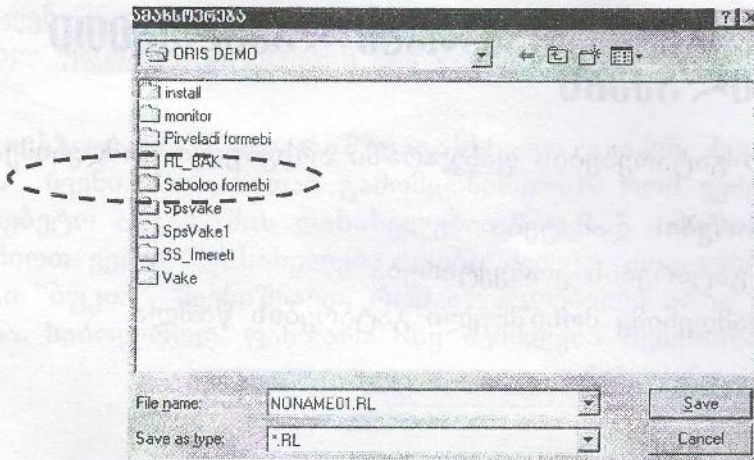 ამახსოვრება
ORIS DEMO
install
monitor
Pirveladi formebi
RL_BAK
Saboloo formebi
Spsvake
SpsVake1
SS_Imereti
Vake
File name:
NONAME01.RL
Save
Save as type:
*.RL
Cancel